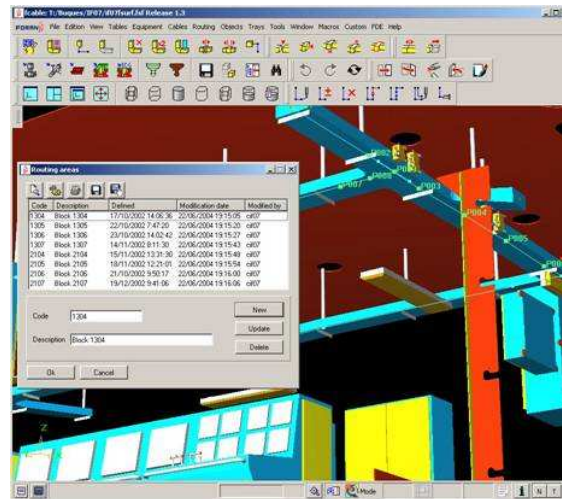 fcable: T:/Buques/IF07/if07surf.fsf Release 1.3
FORAN File Edition View Tables Equipment Cables Routing Objects Trays Tools Window Macros Custom FDE Help
Routing areas
Code Description Defined Modification date Modified by
1304 Block 1304 17/10/2002 14:06:36 22/06/2004 19:15:05 cif07
1305 Block 1305 22/10/2002 7:47:20 22/06/2004 19:15:20 cif07
1306 Block 1306 23/10/2002 14:02:42 22/06/2004 19:15:27 cif07
1307 Block 1307 14/11/2002 8:11:30 22/06/2004 19:15:43 cif07
2104 Block 2104 15/11/2002 13:31:30 22/06/2004 19:15:48 cif07
2105 Block 2105 18/11/2002 12:21:01 22/06/2004 19:15:54 cif07
2106 Block 2106 21/10/2002 9:50:17 22/06/2004 19:16:00 cif07
2107 Block 2107 19/12/2002 9:41:06 22/06/2004 19:16:06 cif07
Code 1304 New
Update
Description Block 1304
Delete
Ok Cancel
P002
P007 P008 P003
P004
P005
Z
Mode N T